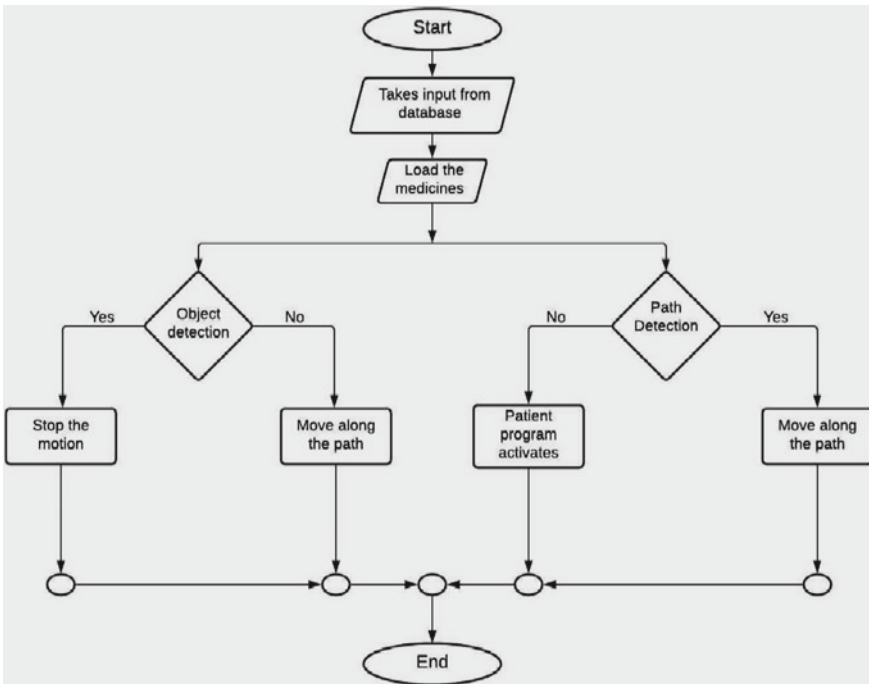 Start
Takes input from
database
Load the
medicines
Object
detection
Path
Detection
Yes
No
No
Yes
Stop the
motion
Move along
the path
Patient
program
activates
Move along
the path
End